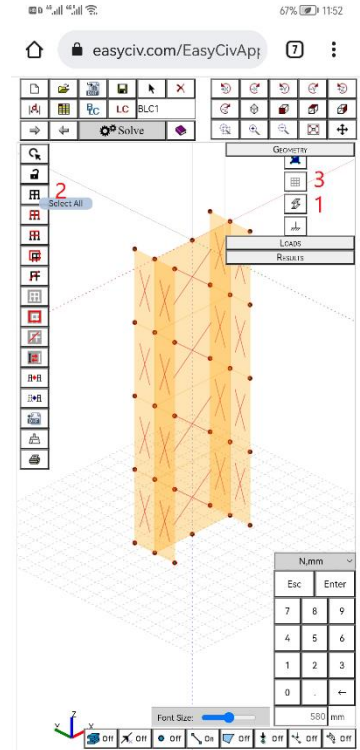 67% 11:52
easyciv.com/EasyCivApp
7
LC BLC1
Solve
GEOMETRY
3
1
2
Select All
LOADS
RESULTS
N,mm
Esc Enter
7 8 9
4 5 6
1 2 3
0 . ←
580 mm
Z
Y X
Font Size:
Off Off Off On Off Off Off Off